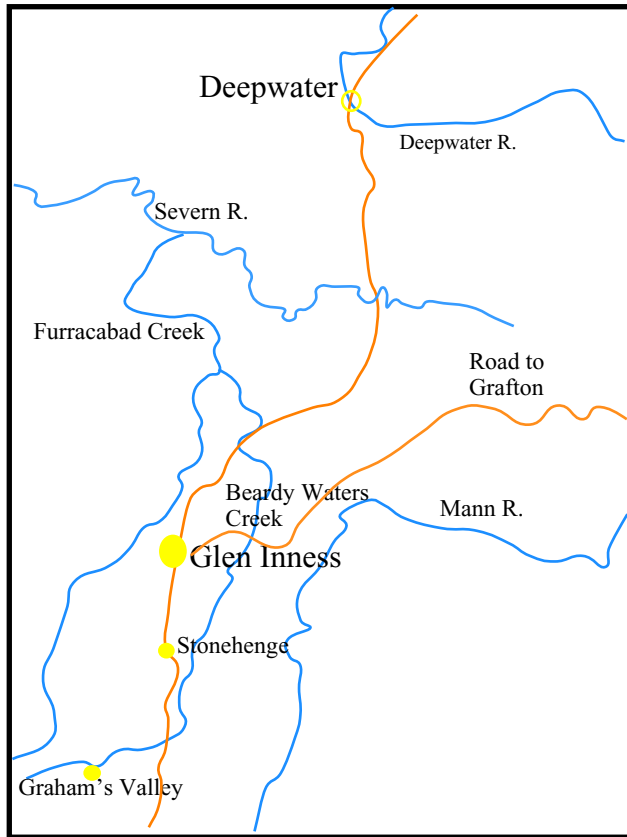 Deepwater
Deepwater R.
Severn R.
Furracabad Creek
Road to
Grafton
Beardy Waters
Creek
Mann R.
Glen Inness
Stonehenge
Graham's Valley